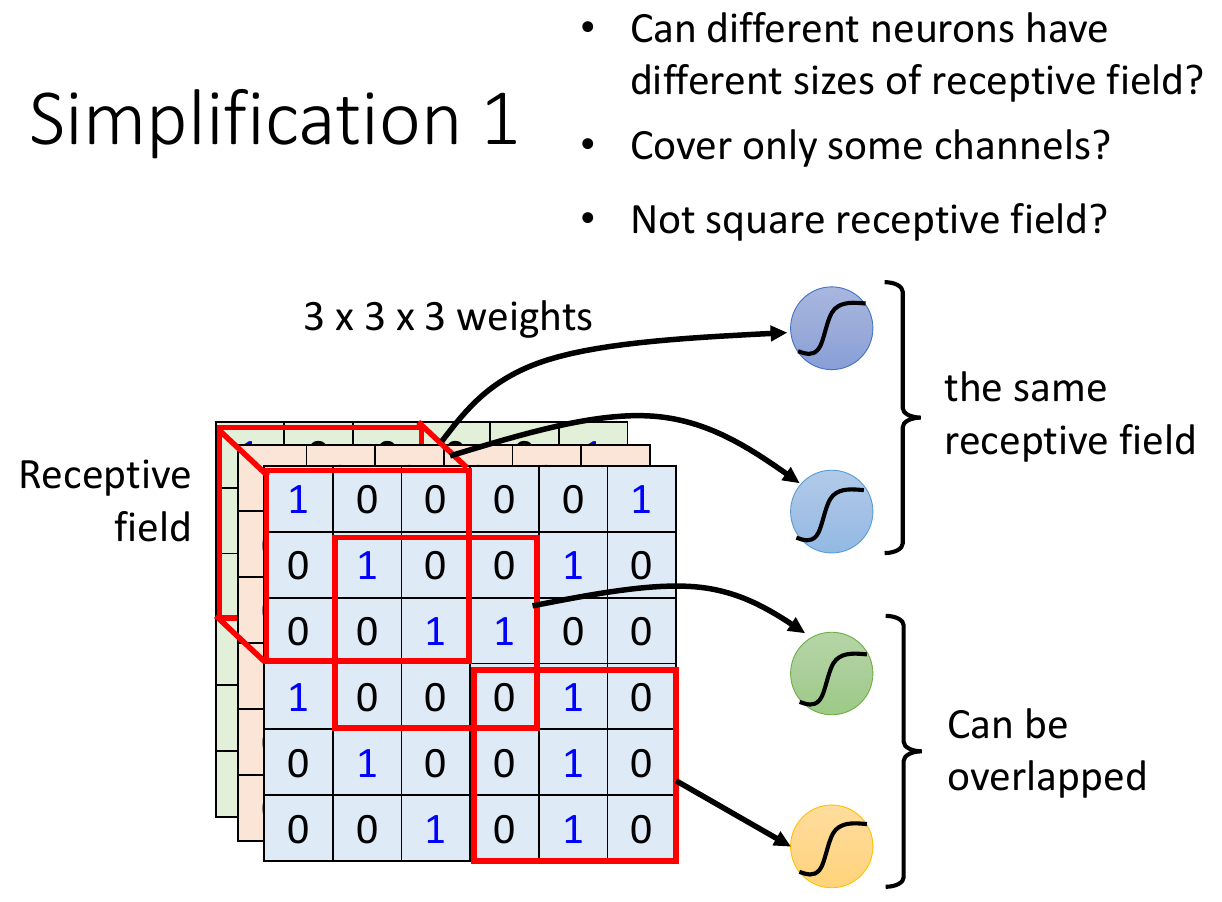 Simplification 1
• Can different neurons have
different sizes of receptive field?
• Cover only some channels?
• Not square receptive field?
3 x 3 x 3 weights
Receptive
field
1 0 0 0 0 1
0 1 0 0 1 0
0 0 1 1 0 0
1 0 0 0 1 0
0 1 0 0 1 0
0 0 1 0 1 0
the same
receptive field
Can be
overlapped